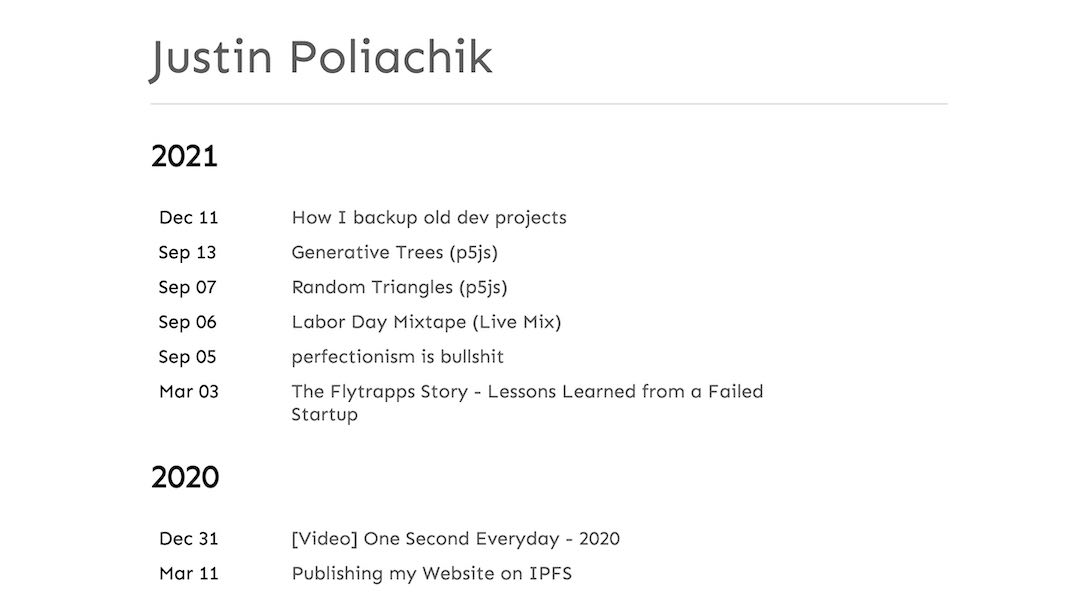 Justin Poliachik
2021
Dec 11 How I backup old dev projects
Sep 13 Generative Trees (p5js)
Sep 07 Random Triangles (p5js)
Sep 06 Labor Day Mixtape (Live Mix)
Sep 05 perfectionism is bullshit
Mar 03 The Flytrapps Story - Lessons Learned from a Failed
Startup
2020
Dec 31 [Video] One Second Everyday - 2020
Mar 11 Publishing my Website on IPFS